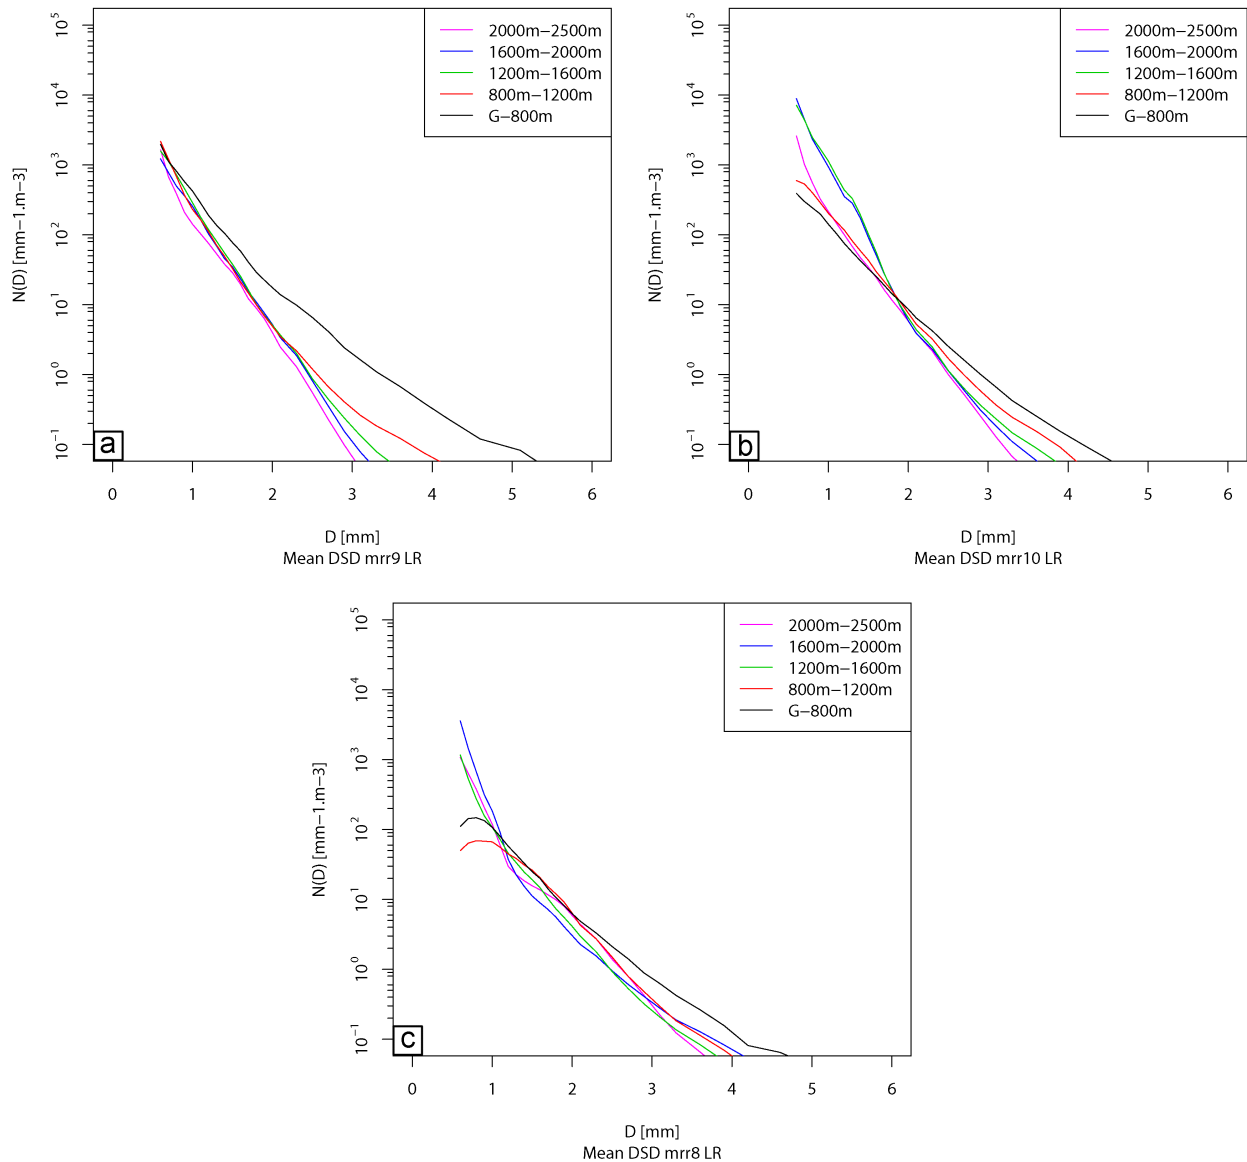 10^5
10^4
10^3
10^2
10^1
10^0
10^−1
N(D) [mm−1.m−3]
2000m−2500m
1600m−2000m
1200m−1600m
800m−1200m
G−800m
a
0 1 2 3 4 5 6
D [mm]
Mean DSD mrr9 LR
10^5
10^4
10^3
10^2
10^1
10^0
10^−1
N(D) [mm−1.m−3]
2000m−2500m
1600m−2000m
1200m−1600m
800m−1200m
G−800m
b
0 1 2 3 4 5 6
D [mm]
Mean DSD mrr10 LR
10^5
10^4
10^3
10^2
10^1
10^0
10^−1
N(D) [mm−1.m−3]
2000m−2500m
1600m−2000m
1200m−1600m
800m−1200m
G−800m
c
0 1 2 3 4 5 6
D [mm]
Mean DSD mrr8 LR